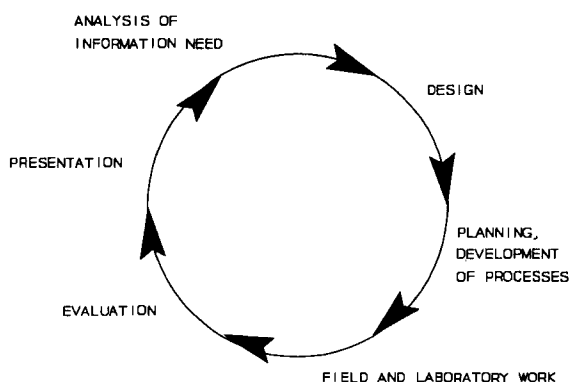 ANALYSIS OF
INFORMATION NEED
DESIGN
PRESENTATION
PLANNING,
DEVELOPMENT
OF PROCESSES
EVALUATION
FIELD AND LABORATORY WORK